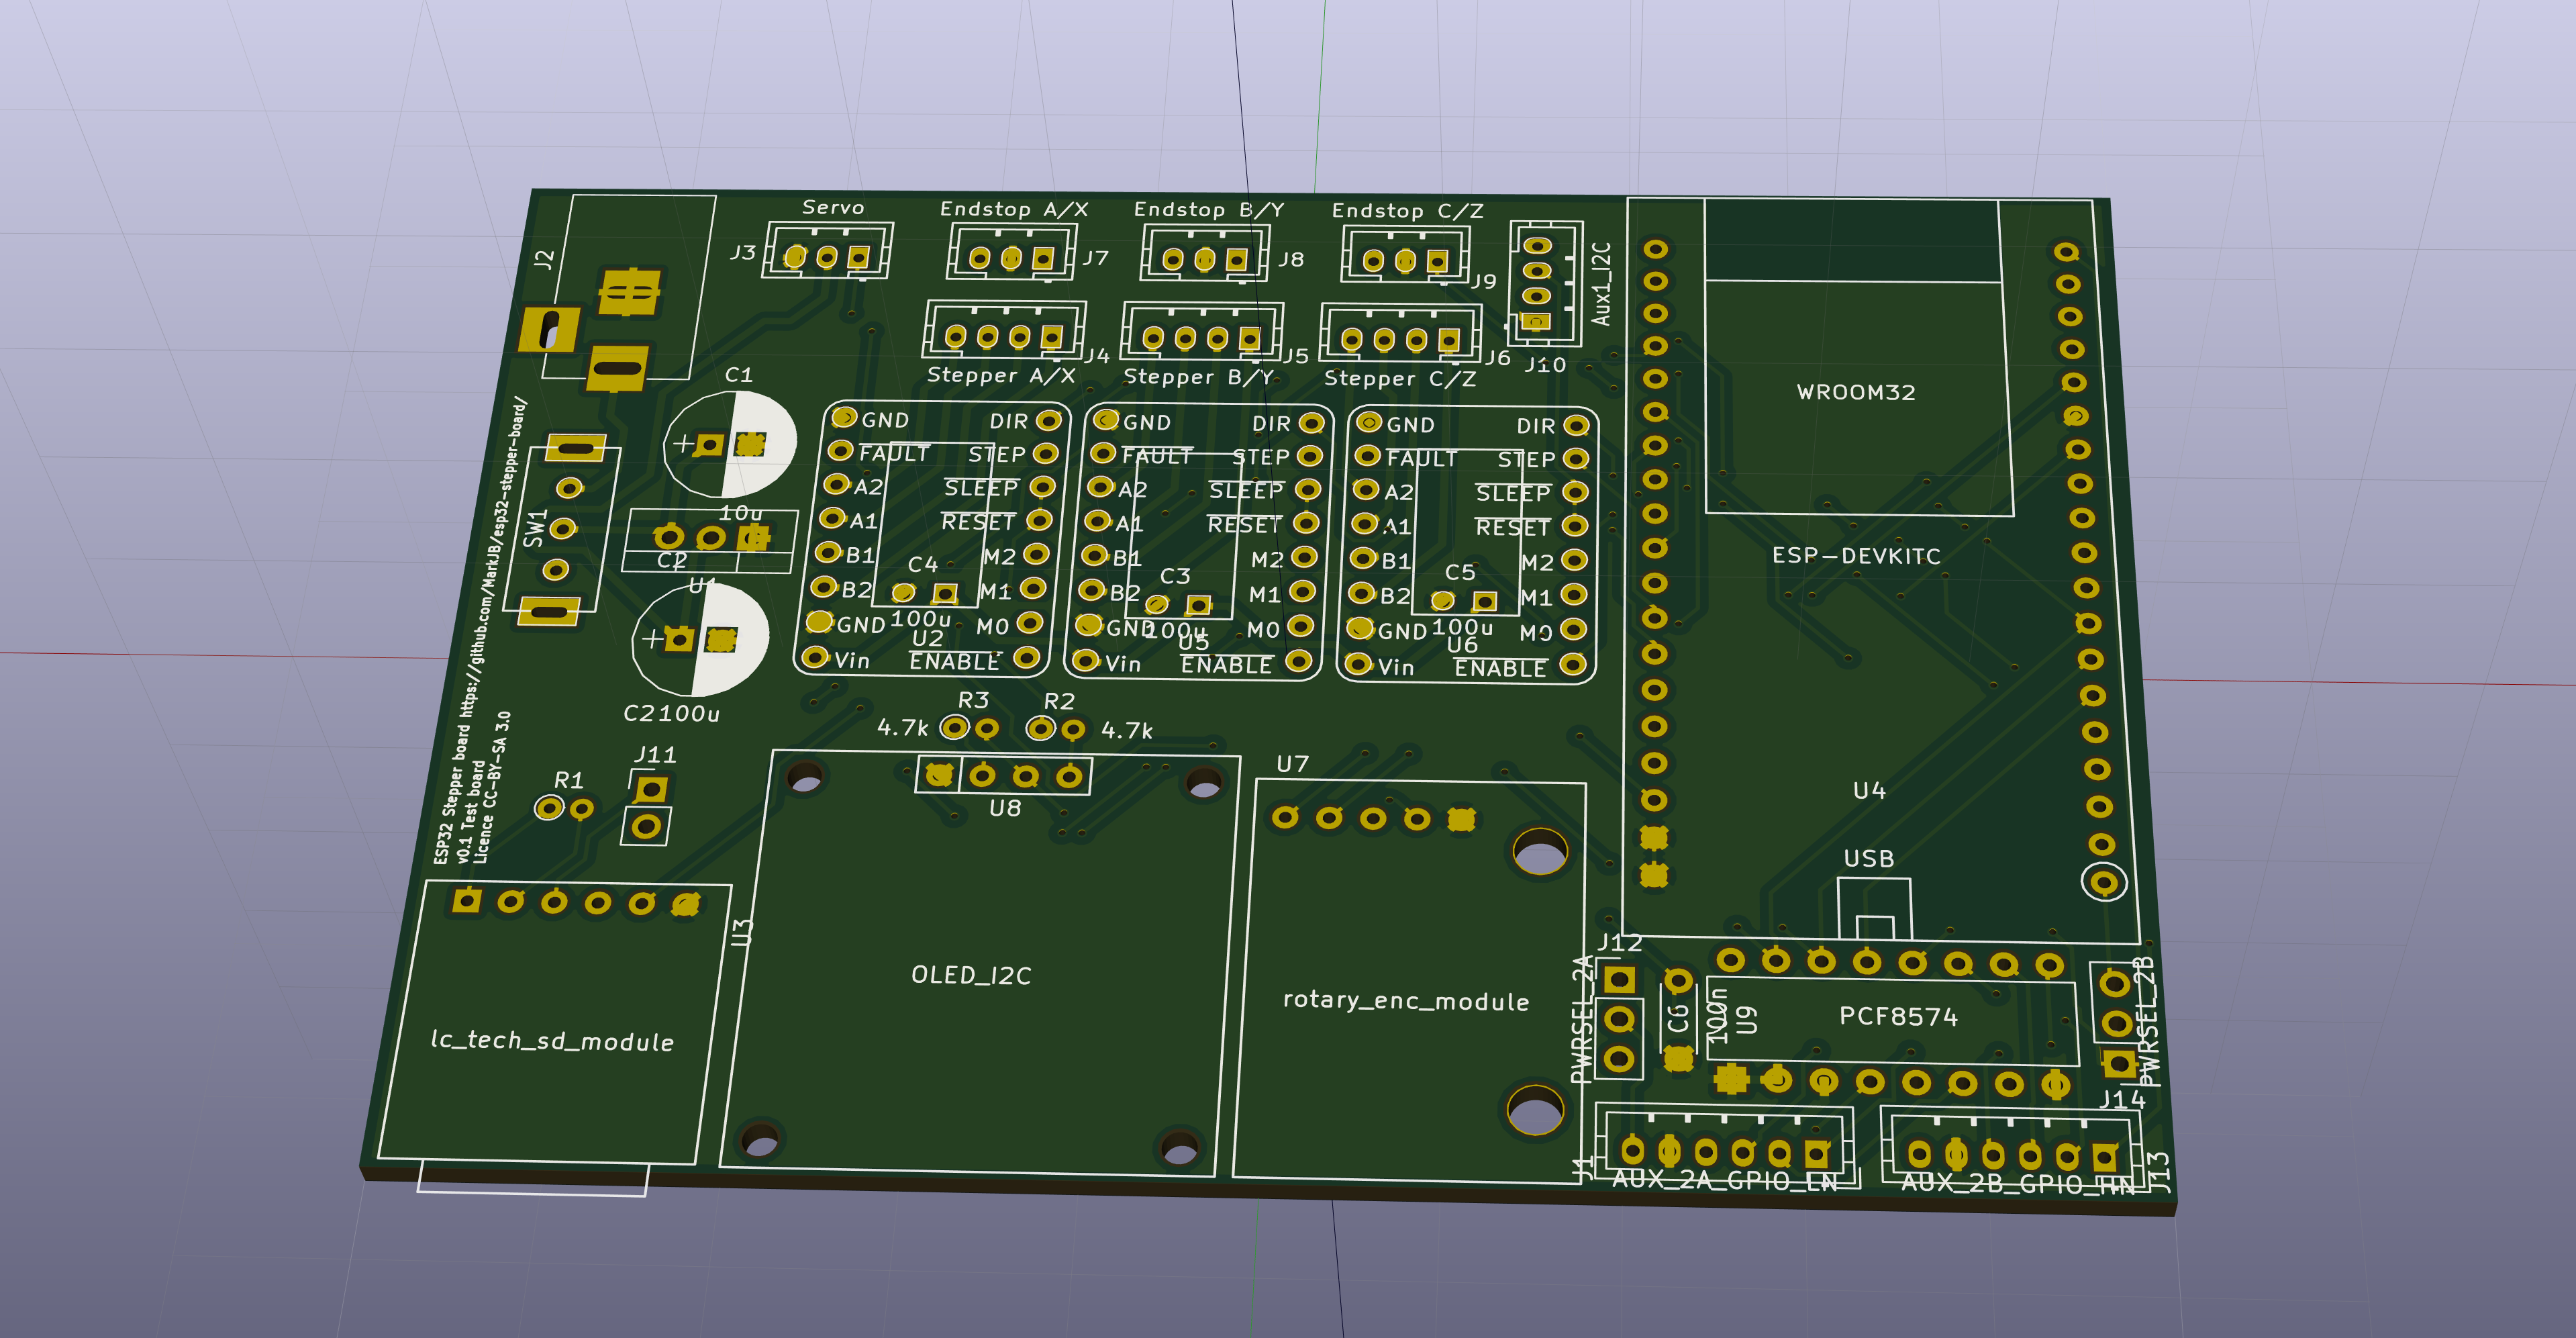 Servo
Endstop A/X
Endstop B/Y
Endstop C/Z
J2
J3
J7
J8
J9
Aux1_I2C
J4
J5
J6
J10
Stepper A/X
Stepper B/Y
Stepper C/Z
C1
10u
SW1
C2
U1
C2 100u
GND DIR
FAULT STEP
A2 SLEEP
A1 RESET
B1 M2
C4
B2 M1
100u
GND M0
U2
Vin ENABLE
GND DIR
FAULT STEP
A2 SLEEP
A1 RESET
B1 M2
C3
B2 M1
GND M0
100u
U5
Vin ENABLE
GND DIR
FAULT STEP
A2 SLEEP
A1 RESET
B1 M2
C5
B2 M1
GND M0
100u
U6
Vin ENABLE
WROOM32
ESP-DEVKITC
U4
USB
ESP32 Stepper board https://github.com/MarkJB/esp32-stepper-board/
v0.1 Test board
Licence CC-BY-SA 3.0
R3
R2
4.7k
4.7k
J11
R1
U8
U7
U3
OLED_I2C
lc_tech_sd_module
rotary_enc_module
J12
PWRSEL_2A
C6
100n
U9
PCF8574
PWRSEL_2B
J14
J1
AUX_2A_GPIO_LN
AUX_2B_GPIO_HN
J13